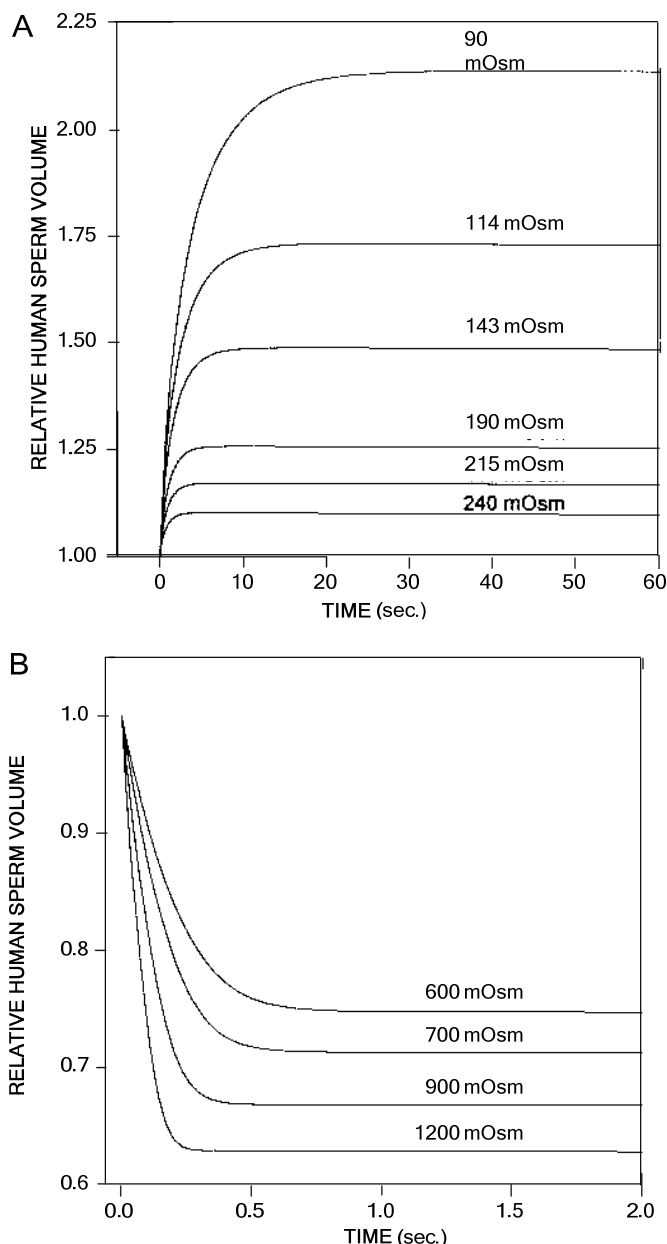 A
2.25
2.00
1.75
1.50
1.25
1.00
RELATIVE HUMAN SPERM VOLUME
90
mOsm
114 mOsm
143 mOsm
190 mOsm
215 mOsm
240 mOsm
0 10 20 30 40 50 60
TIME (sec.)
B
1.0
0.9
0.8
0.7
0.6
RELATIVE HUMAN SPERM VOLUME
600 mOsm
700 mOsm
900 mOsm
1200 mOsm
0.0 0.5 1.0 1.5 2.0
TIME (sec.)